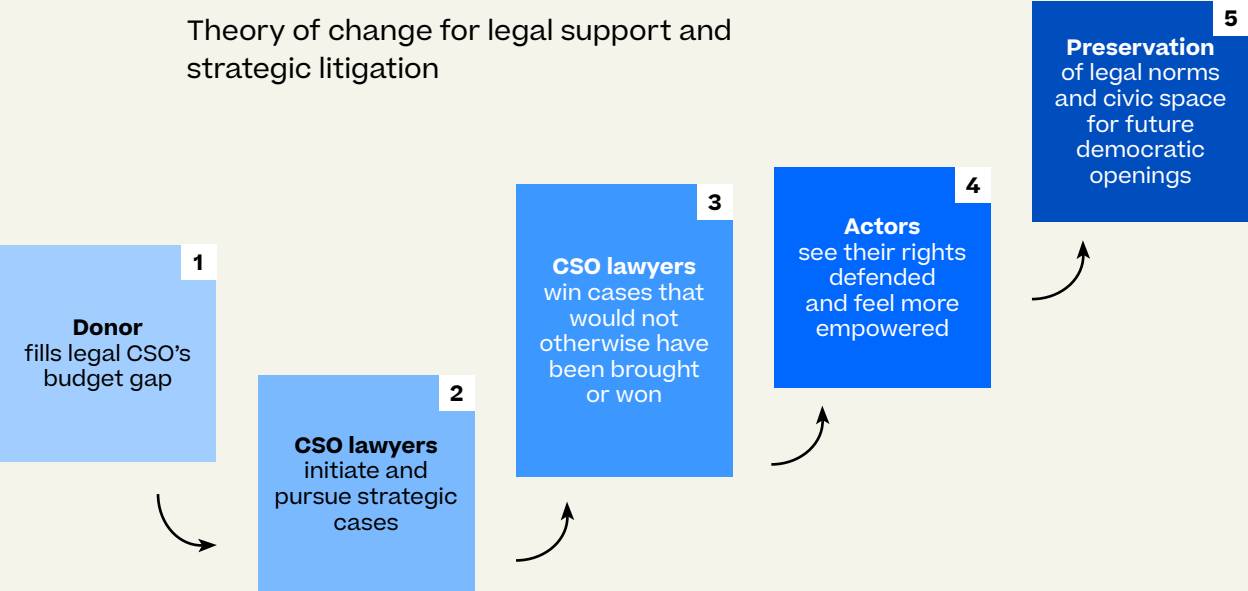 Theory of change for legal support and
strategic litigation
1
Donor
fills legal CSO's
budget gap
2
CSO lawyers
initiate and
pursue strategic
cases
3
CSO lawyers
win cases that
would not
otherwise have
been brought
or won
4
Actors
see their rights
defended
and feel more
empowered
5
Preservation
of legal norms
and civic space
for future
democratic
openings